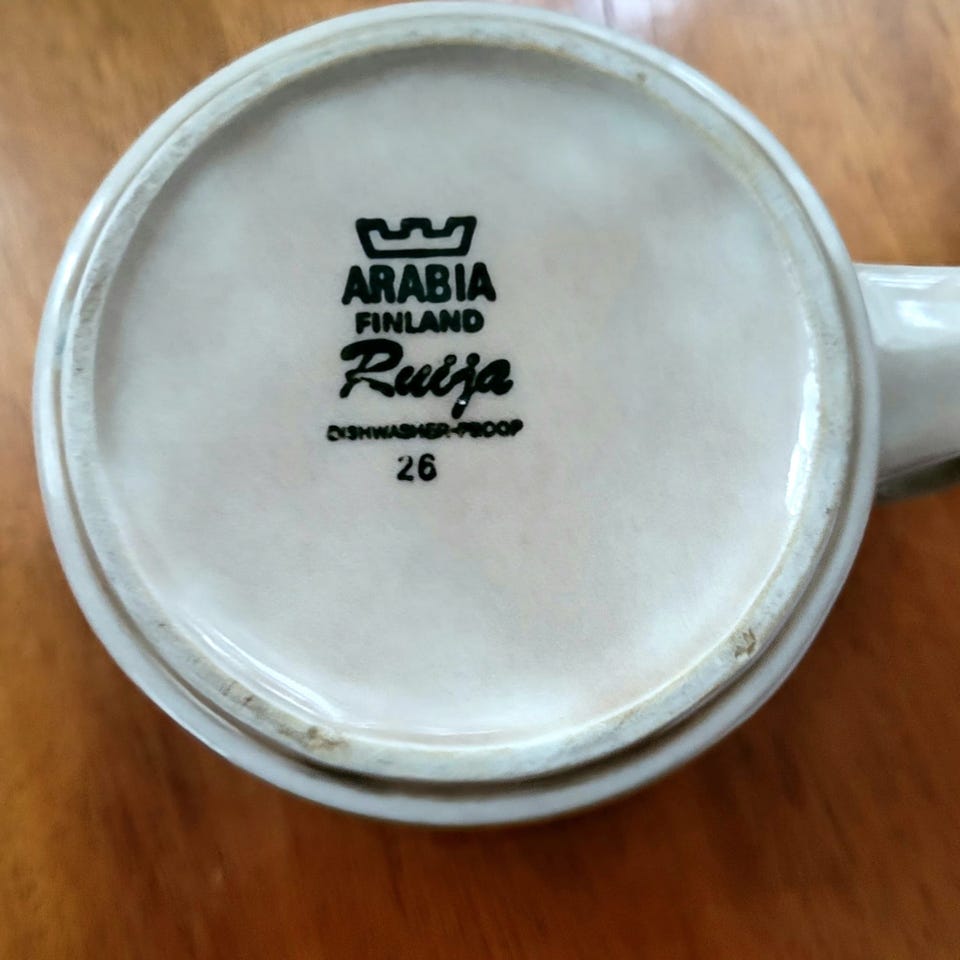 ARABIA
FINLAND
Ruija
DISHWASHER-PROOF
26